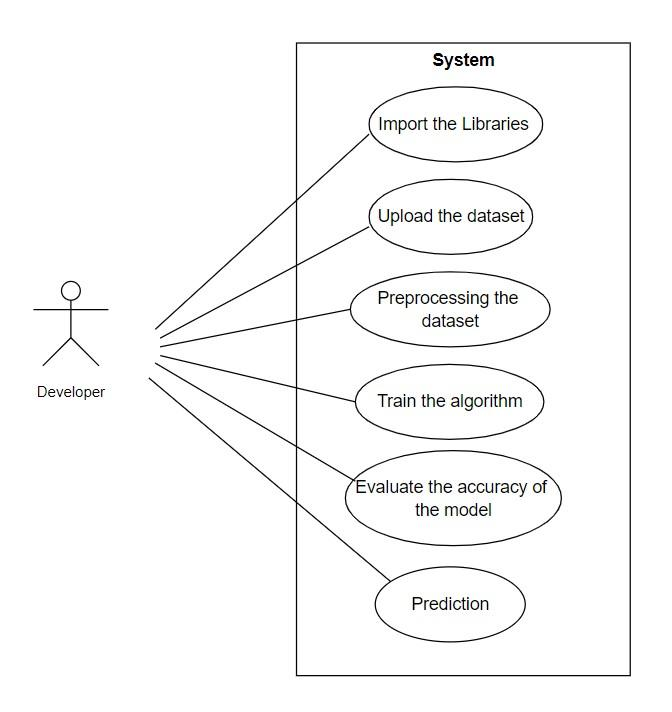 System
Import the Libraries
Upload the dataset
Preprocessing the
dataset
Train the algorithm
Evaluate the accuracy of
the model
Prediction
Developer